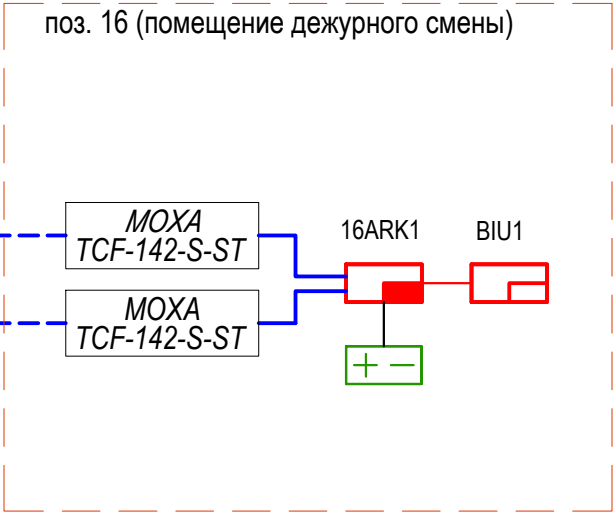 поз. 16 (помещение дежурного смены)
MOXA
TCF-142-S-ST
16ARK1
BIU1
MOXA
TCF-142-S-ST
+ −